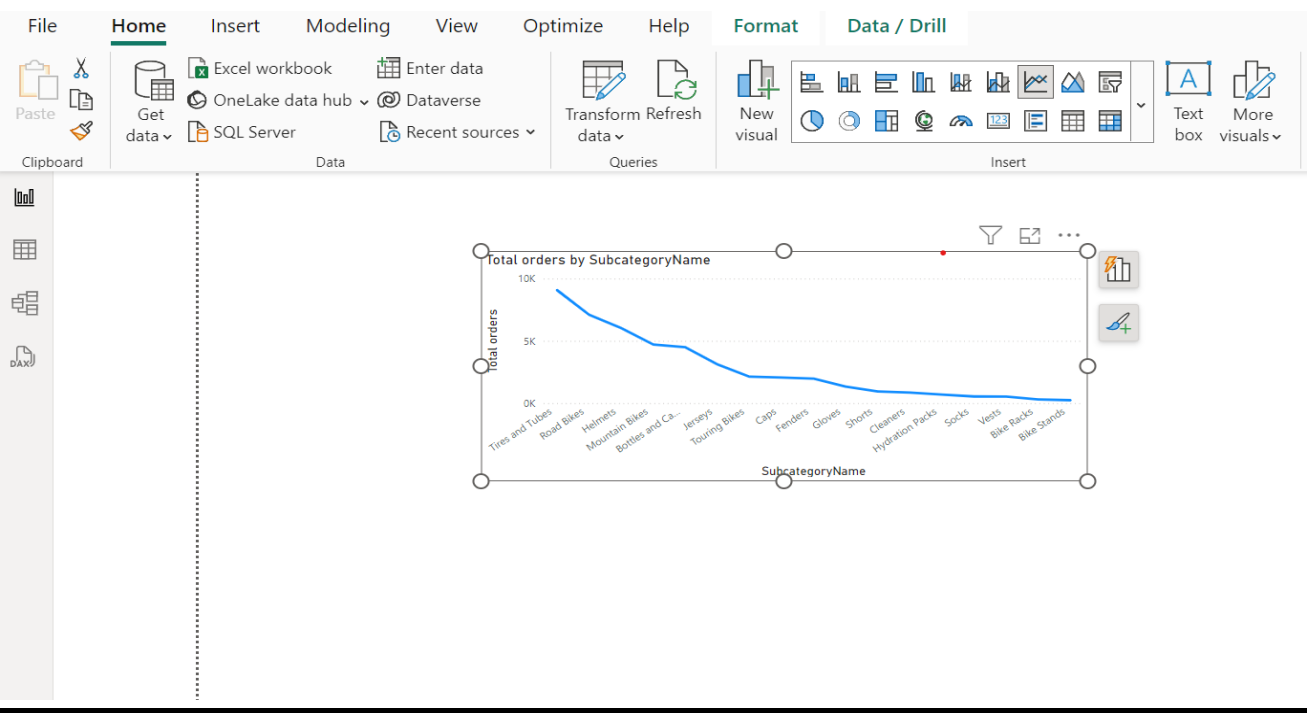 File Home Insert Modeling View Optimize Help Format Data / Drill
Paste
Clipboard
Get data
Excel workbook
OneLake data hub
SQL Server
Enter data
Dataverse
Recent sources
Data
Transform data
Refresh
Queries
New visual
123
A
Text box
More visuals
Insert
DAX
Total orders by SubcategoryName
10K
5K
0K
Total orders
Tires and Tubes
Road Bikes
Helmets
Mountain Bikes
Bottles and Ca...
Jerseys
Touring Bikes
Caps
Fenders
Gloves
Shorts
Cleaners
Hydration Packs
Socks
Vests
Bike Racks
Bike Stands
SubcategoryName